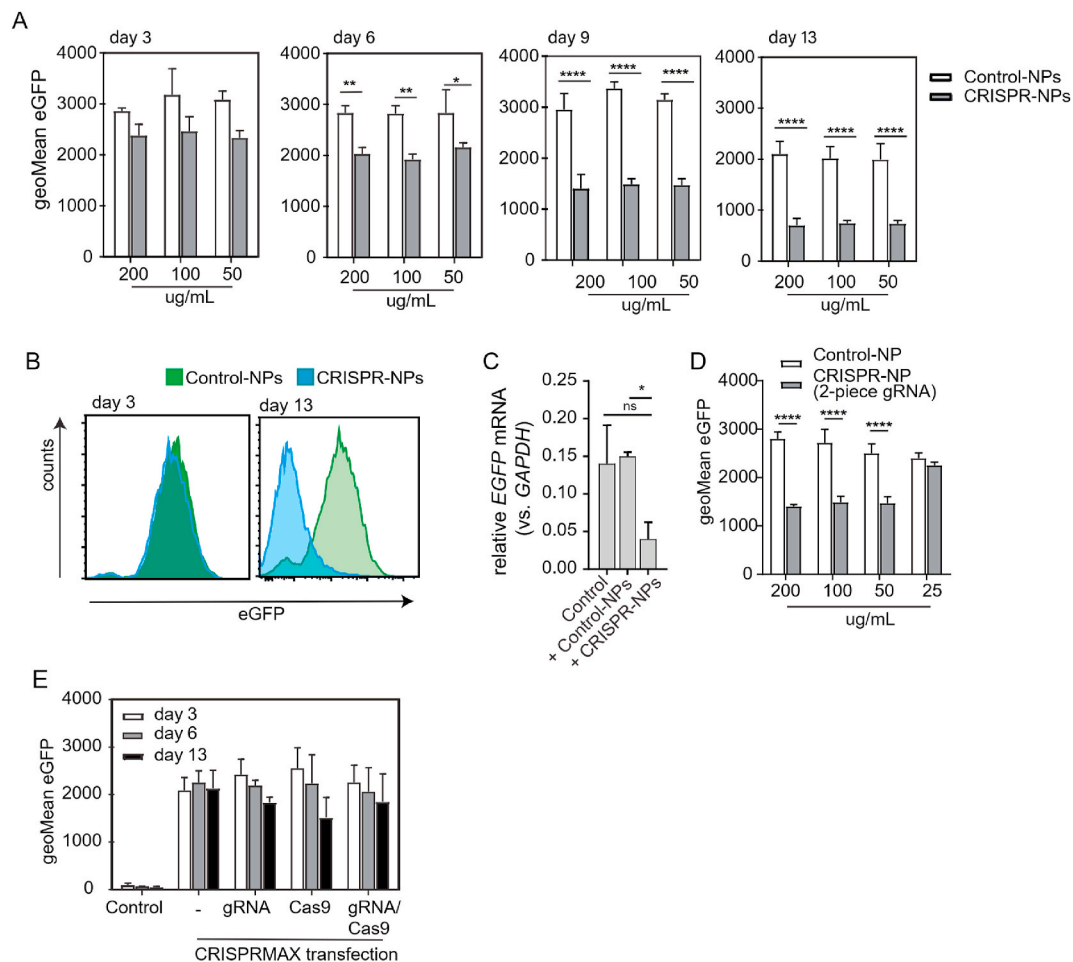 A
day 3
day 6
day 9
day 13
geoMean eGFP
4000
3000
2000
1000
0
200
100
50
ug/mL
**
**
*
4000
3000
2000
1000
0
200
100
50
ug/mL
****
****
****
4000
3000
2000
1000
0
200
100
50
ug/mL
****
****
****
4000
3000
2000
1000
0
200
100
50
ug/mL
Control-NPs
CRISPR-NPs
B
Control-NPs
CRISPR-NPs
day 3
day 13
counts
eGFP
C
relative EGFP mRNA
(vs. GAPDH)
0.25
0.20
0.15
0.10
0.05
0.00
*
ns
Control
+ Control-NPs
+ CRISPR-NPs
D
Control-NP
CRISPR-NP
(2-piece gRNA)
geoMean eGFP
4000
3000
2000
1000
0
****
****
****
200
100
50
25
ug/mL
E
day 3
day 6
day 13
geoMean eGFP
4000
3000
2000
1000
0
Control
-
gRNA
Cas9
gRNA/
Cas9
CRISPRMAX transfection